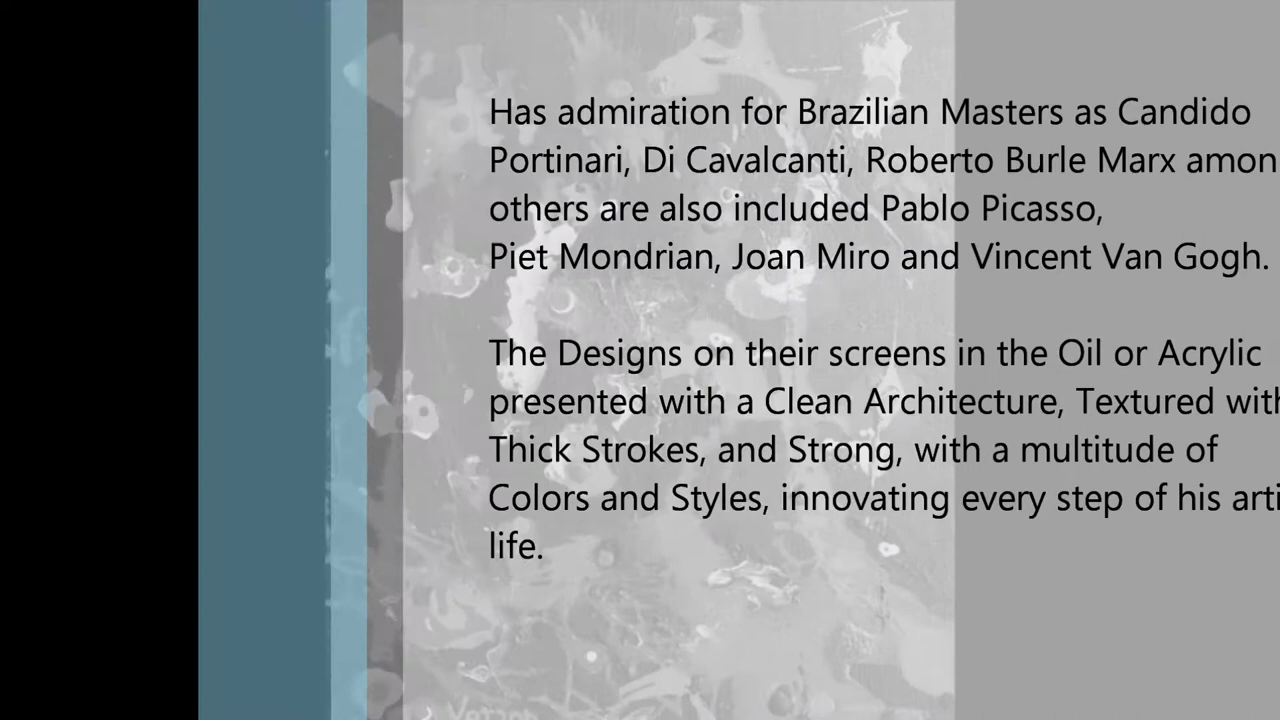 Has admiration for Brazilian Masters as Candido
Portinari, Di Cavalcanti, Roberto Burle Marx amon
others are also included Pablo Picasso,
Piet Mondrian, Joan Miro and Vincent Van Gogh.
The Designs on their screens in the Oil or Acrylic
presented with a Clean Architecture, Textured with
Thick Strokes, and Strong, with a multitude of
Colors and Styles, innovating every step of his arti
life.